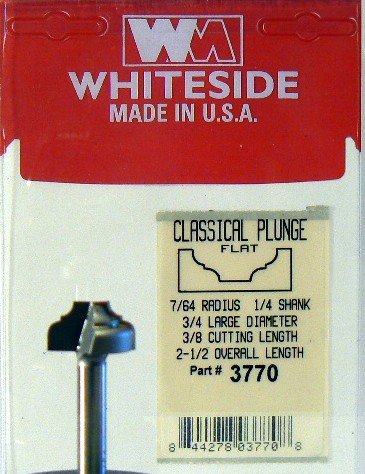 WM
WHITESIDE
MADE IN U.S.A.
CLASSICAL PLUNGE
FLAT
7/64 RADIUS 1/4 SHANK
3/4 LARGE DIAMETER
3/8 CUTTING LENGTH
2-1/2 OVERALL LENGTH
Part # 3770
8 44278 03770 8